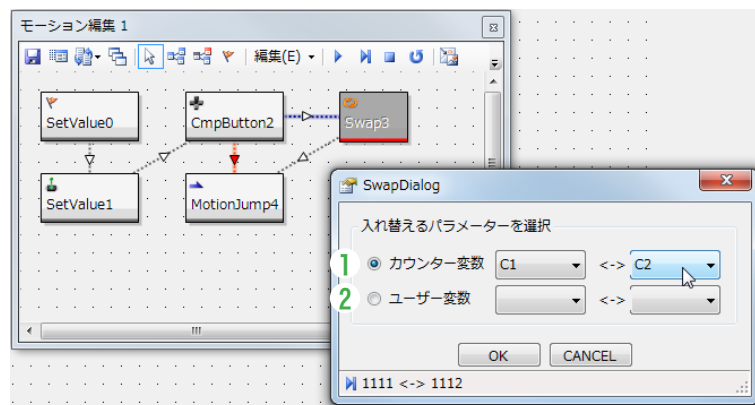 モーション編集 1
編集(E)
SetValue0
CmpButton2
Swap3
SetValue1
MotionJump4
SwapDialog
入れ替えるパラメーターを選択
1 カウンター変数 C1 <-> C2
2 ユーザー変数 <->
OK CANCEL
1111 <-> 1112